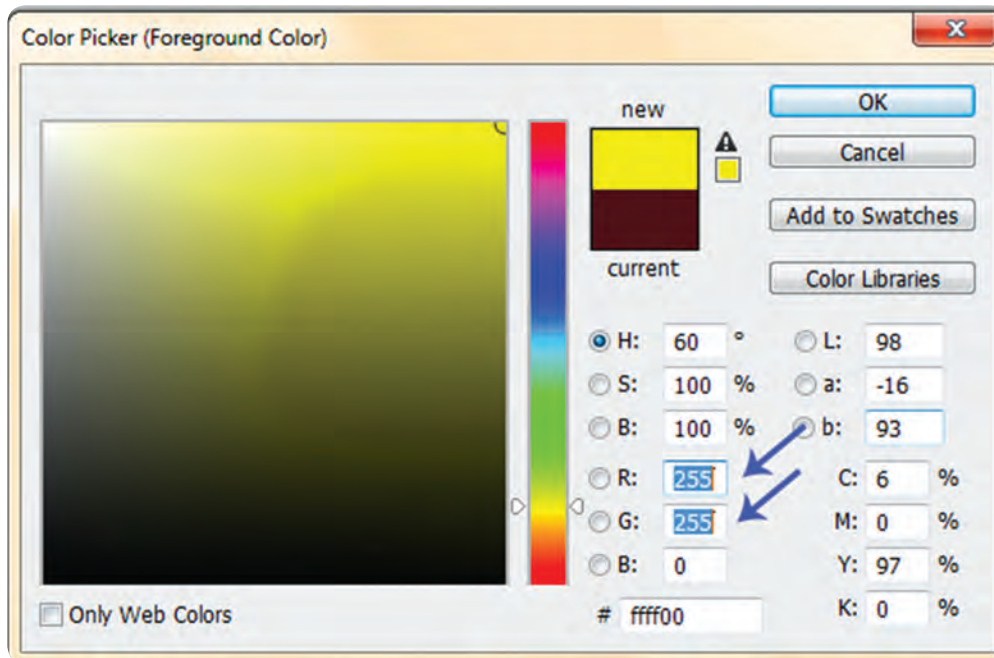 Color Picker (Foreground Color)
new
current
OK
Cancel
Add to Swatches
Color Libraries
H: 60 °
S: 100 %
B: 100 %
R: 255
G: 255
B: 0
# ffff00
L: 98
a: -16
b: 93
C: 6 %
M: 0 %
Y: 97 %
K: 0 %
Only Web Colors